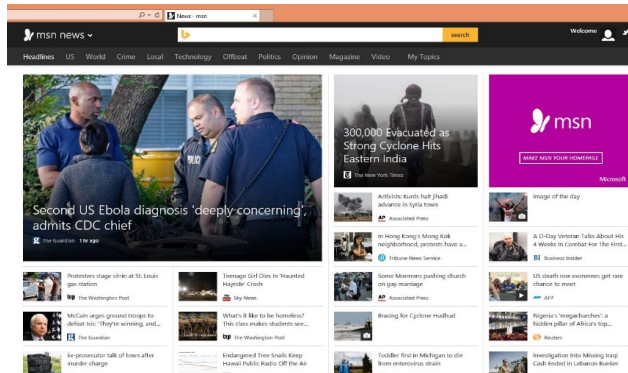 News - msn
msn news
search
Welcome
Headlines US World Crime Local Technology Offbeat Politics Opinion Magazine Video My Topics
Second US Ebola diagnosis 'deeply concerning',
admits CDC chief
The Guardian 1 hr ago
300,000 Evacuated as
Strong Cyclone Hits
Eastern India
The New York Times
msn
MAKE MSN YOUR HOMEPAGE
Microsoft
Activists: Kurds halt jihadi
advance in Syria town
AP Associated Press
In Hong Kong's Mong Kok
neighborhood, protests have a...
Tribune News Service
Image of the day
A D-Day Veteran Talks About His
4 Weeks In Combat For The First...
BI Business Insider
Protesters stage sit-in at St. Louis
gas station
wp The Washington Post
Teenage Girl Dies In 'Haunted
Hayride' Crash
Sky News
Some Mormons pushing church
on gay marriage
AP Associated Press
US death row exonerees get rare
chance to meet
AFP
McCain urges ground troops to
defeat Isis: 'They're winning, and...
The Guardian
What's it like to be homeless?
This class makes students see...
wp The Washington Post
Bracing for Cyclone Hudhud
Nigeria's 'megachurches': a
hidden pillar of Africa's top...
Reuters
Ex-prosecutor talk of town after
murder charge
Endangered Tree Snails Keep
Hawaii Public Radio Off The Air
Toddler first in Michigan to die
from enterovirus strain
Investigation Into Missing Iraqi
Cash Ended in Lebanon Bunker